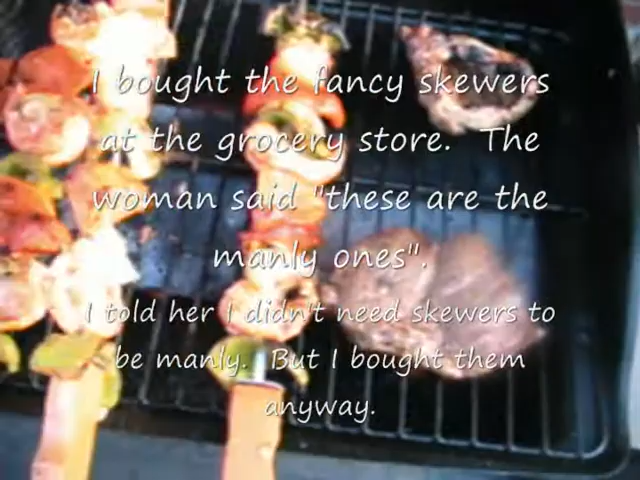 I bought the fancy skewers
at the grocery store. The
woman said "these are the
manly ones".
I told her I didn't need skewers to
be manly. But I bought them
anyway.